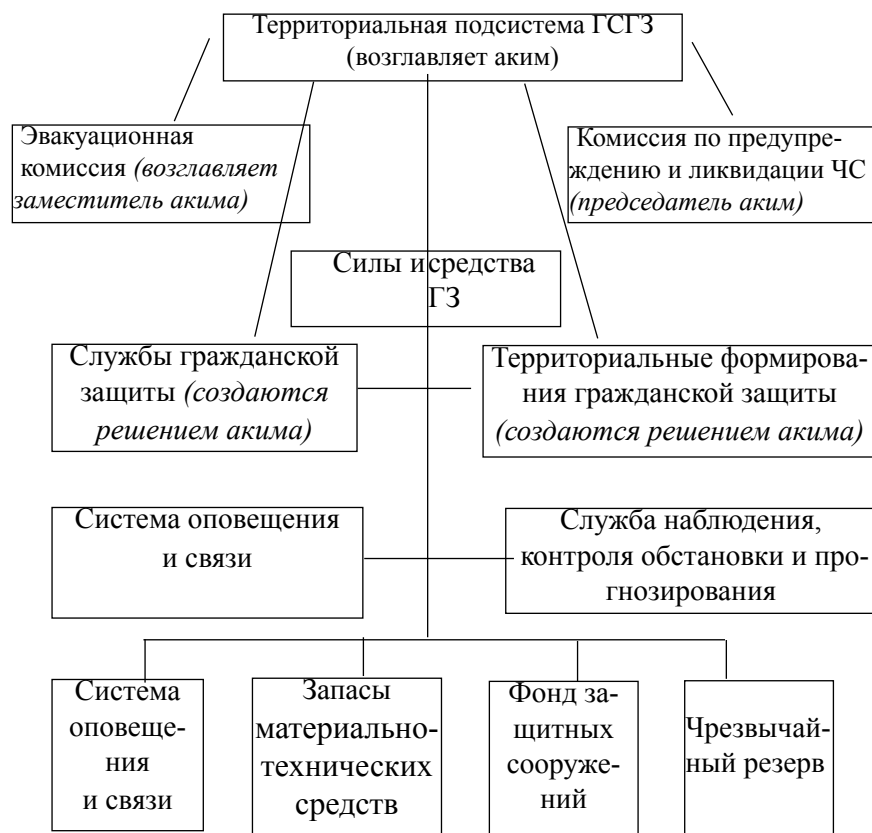 Территориальная подсистема ГСГЗ
(возглавляет аким)
Эвакуационная
комиссия (возглавляет
заместитель акима)
Комиссия по предупре-
ждению и ликвидации ЧС
(председатель аким)
Силы и средства
ГЗ
Службы гражданской
защиты (создаются
решением акима)
Территориальные формирова-
ния гражданской защиты
(создаются решением акима)
Система оповещения
и связи
Служба наблюдения,
контроля обстановки и про-
гнозирования
Система
оповеще-
ния
и связи
Запасы
материально-
технических
средств
Фонд за-
щитных
сооруже-
ний
Чрезвычай-
ный резерв